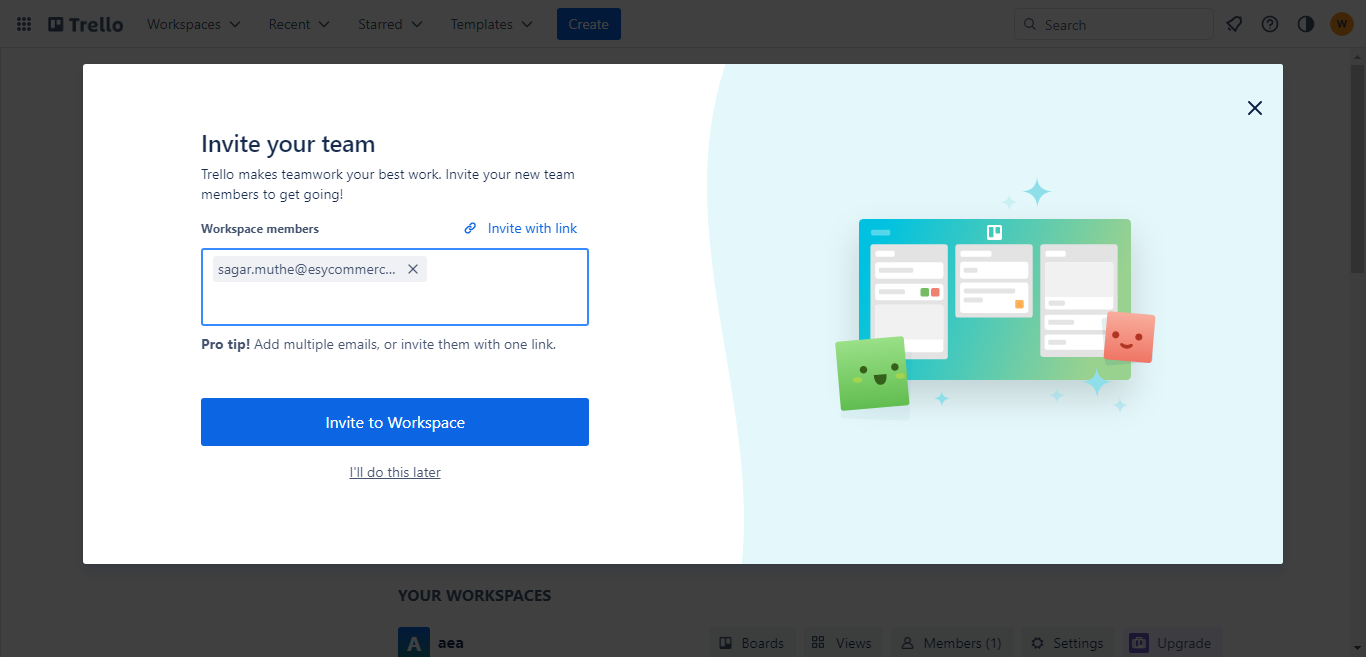 Trello
Workspaces
Recent
Starred
Templates
Create
Search
W
Invite your team
Trello makes teamwork your best work. Invite your new team
members to get going!
Workspace members
Invite with link
sagar.muthe@esycommerc...
Pro tip! Add multiple emails, or invite them with one link.
Invite to Workspace
I'll do this later
YOUR WORKSPACES
A
aea
Boards
Views
Members (1)
Settings
Upgrade